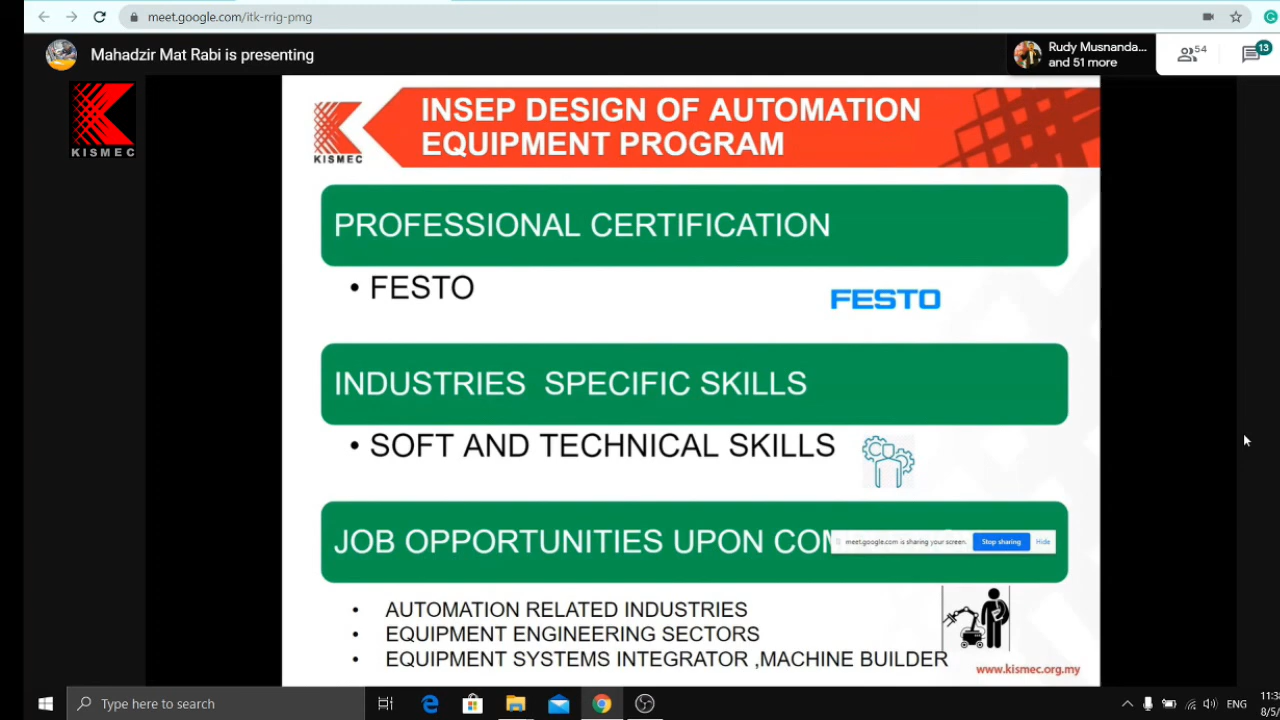 meet.google.com/itk-rrig-pmg
Mahadzir Mat Rabi is presenting
Rudy Musnanda...
and 51 more
54
13
KISMEC
KISMEC
INSEP DESIGN OF AUTOMATION
EQUIPMENT PROGRAM
PROFESSIONAL CERTIFICATION
• FESTO
FESTO
INDUSTRIES SPECIFIC SKILLS
• SOFT AND TECHNICAL SKILLS
JOB OPPORTUNITIES UPON
meet.google.com is sharing your screen.
Stop sharing
Hide
• AUTOMATION RELATED INDUSTRIES
• EQUIPMENT ENGINEERING SECTORS
• EQUIPMENT SYSTEMS INTEGRATOR ,MACHINE BUILDER
www.kismec.org.my
Type here to search
ENG